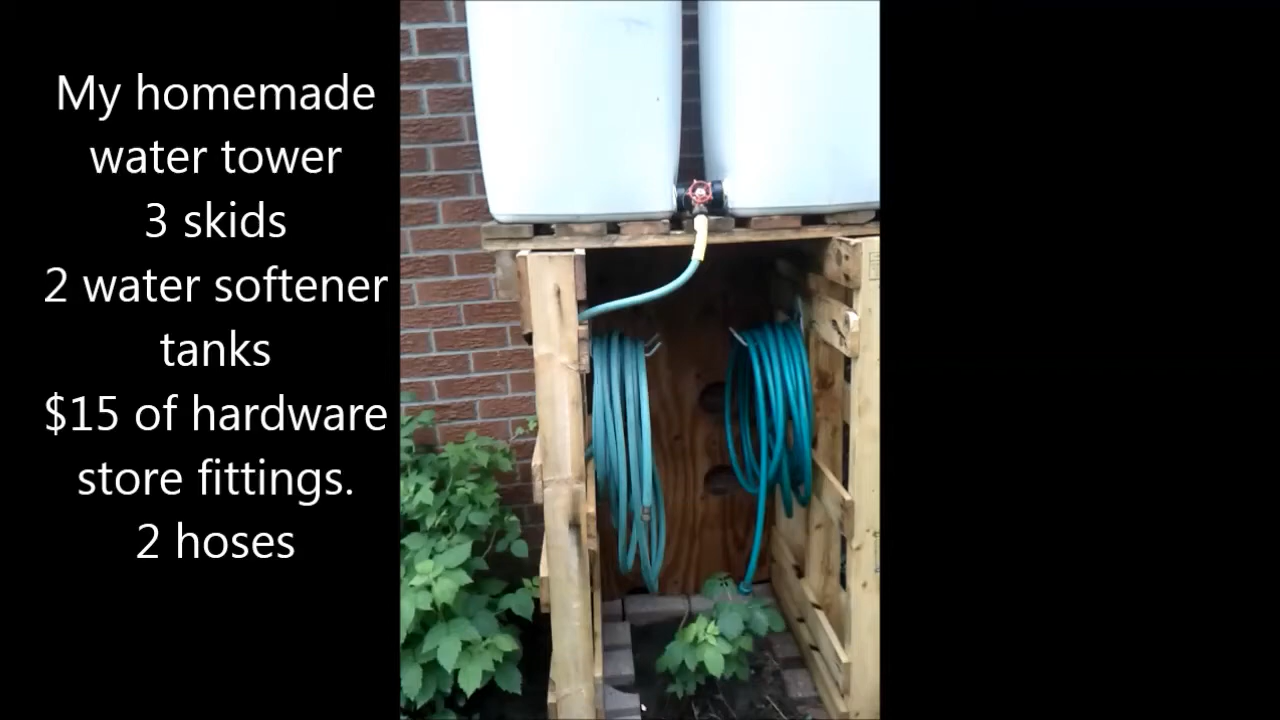 My homemade
water tower
3 skids
2 water softener
tanks
$15 of hardware
store fittings.
2 hoses